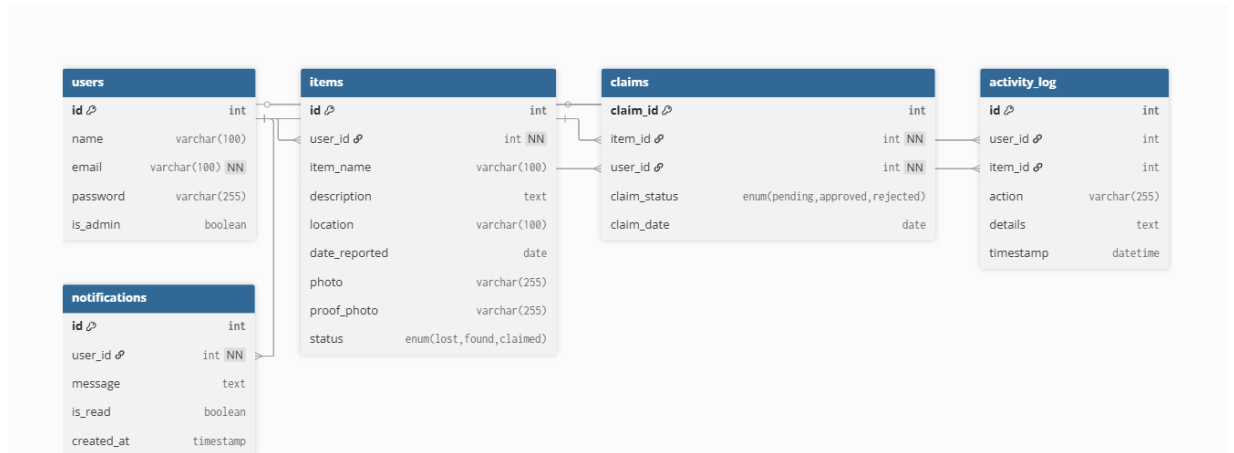 users
id int
name varchar(100)
email varchar(100) NN
password varchar(255)
is_admin boolean
notifications
id int
user_id int NN
message text
is_read boolean
created_at timestamp
items
id int
user_id int NN
item_name varchar(100)
description text
location varchar(100)
date_reported date
photo varchar(255)
proof_photo varchar(255)
status enum(lost,found,claimed)
claims
claim_id int
item_id int NN
user_id int NN
claim_status enum(pending,approved,rejected)
claim_date date
activity_log
id int
user_id int
item_id int
action varchar(255)
details text
timestamp datetime